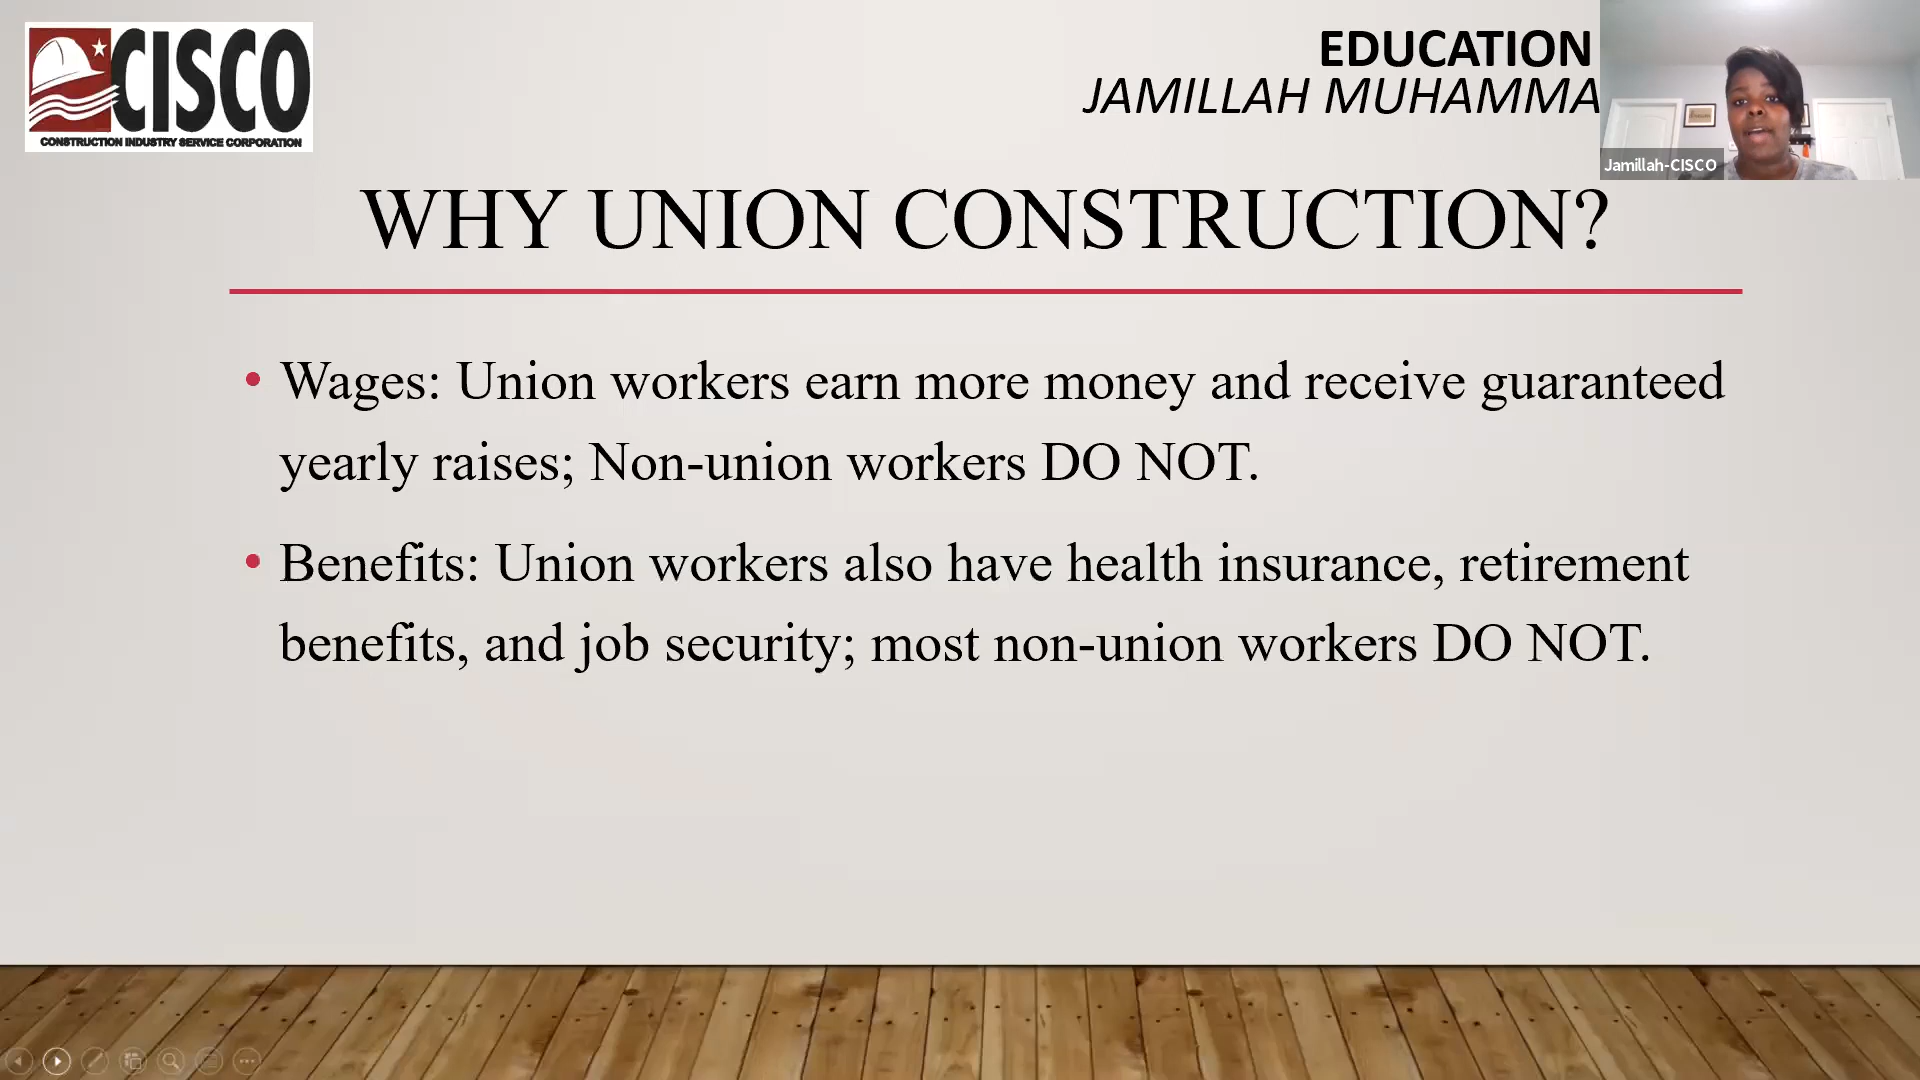 CISCO
CONSTRUCTION INDUSTRY SERVICE CORPORATION
EDUCATION
JAMILLAH MUHAMMA
Jamillah-CISCO
WHY UNION CONSTRUCTION?
• Wages: Union workers earn more money and receive guaranteed
yearly raises; Non-union workers DO NOT.
• Benefits: Union workers also have health insurance, retirement
benefits, and job security; most non-union workers DO NOT.